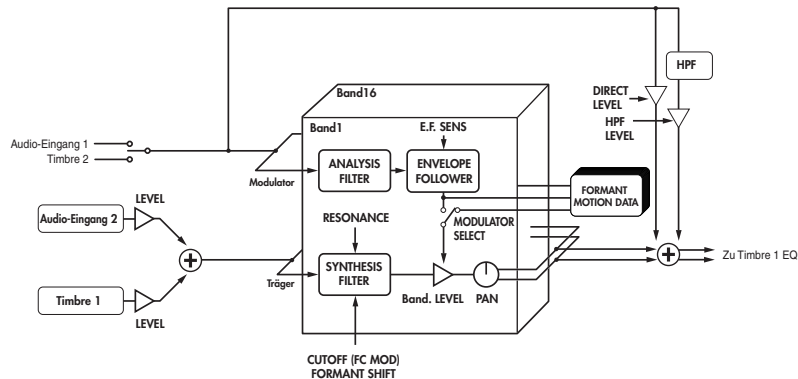 HPF
DIRECT
LEVEL
HPF
LEVEL
Band16
Band1
E.F. SENS
Audio-Eingang 1
Timbre 2
ANALYSIS
FILTER
ENVELOPE
FOLLOWER
Modulator
FORMANT
MOTION DATA
LEVEL
Audio-Eingang 2
RESONANCE
MODULATOR
SELECT
SYNTHESIS
FILTER
Träger
Zu Timbre 1 EQ
Timbre 1
LEVEL
Band. LEVEL
PAN
CUTOFF (FC MOD)
FORMANT SHIFT